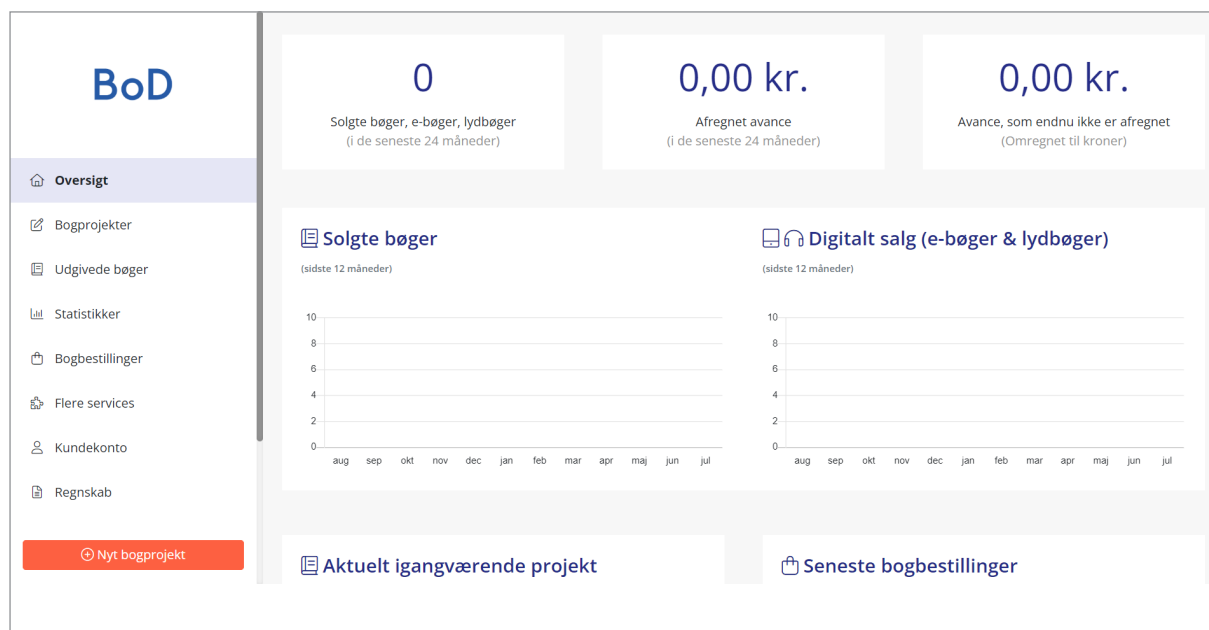 BoD
Oversigt
Bogprojekter
Udgivede bøger
Statistikker
Bogbestillinger
Flere services
Kundekonto
Regnskab
Nyt bogprojekt
0
Solgte bøger, e-bøger, lydbøger
(i de seneste 24 måneder)
0,00 kr.
Afregnet avance
(i de seneste 24 måneder)
0,00 kr.
Avance, som endnu ikke er afregnet
(Omregnet til kroner)
Solgte bøger
(sidste 12 måneder)
10
8
6
4
2
0
aug sep okt nov dec jan feb mar apr maj jun jul
Digitalt salg (e-bøger & lydbøger)
(sidste 12 måneder)
10
8
6
4
2
0
aug sep okt nov dec jan feb mar apr maj jun jul
Aktuelt igangværende projekt
Seneste bogbestillinger